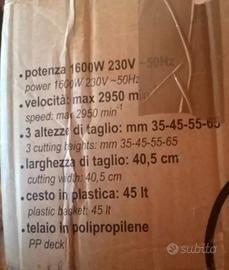 • potenza 1600W 230V ~50Hz
power 1600W 230V ~50Hz
• velocità: max 2950 min
speed: max 2950 min⁻¹
• 3 altezze di taglio: mm 35-45-55-65
3 cutting heights: mm 35-45-55-65
• larghezza di taglio: 40,5 cm
cutting width: 40,5 cm
• cesto in plastica: 45 lt
plastic basket: 45 lt
• telaio in polipropilene
PP deck
subito